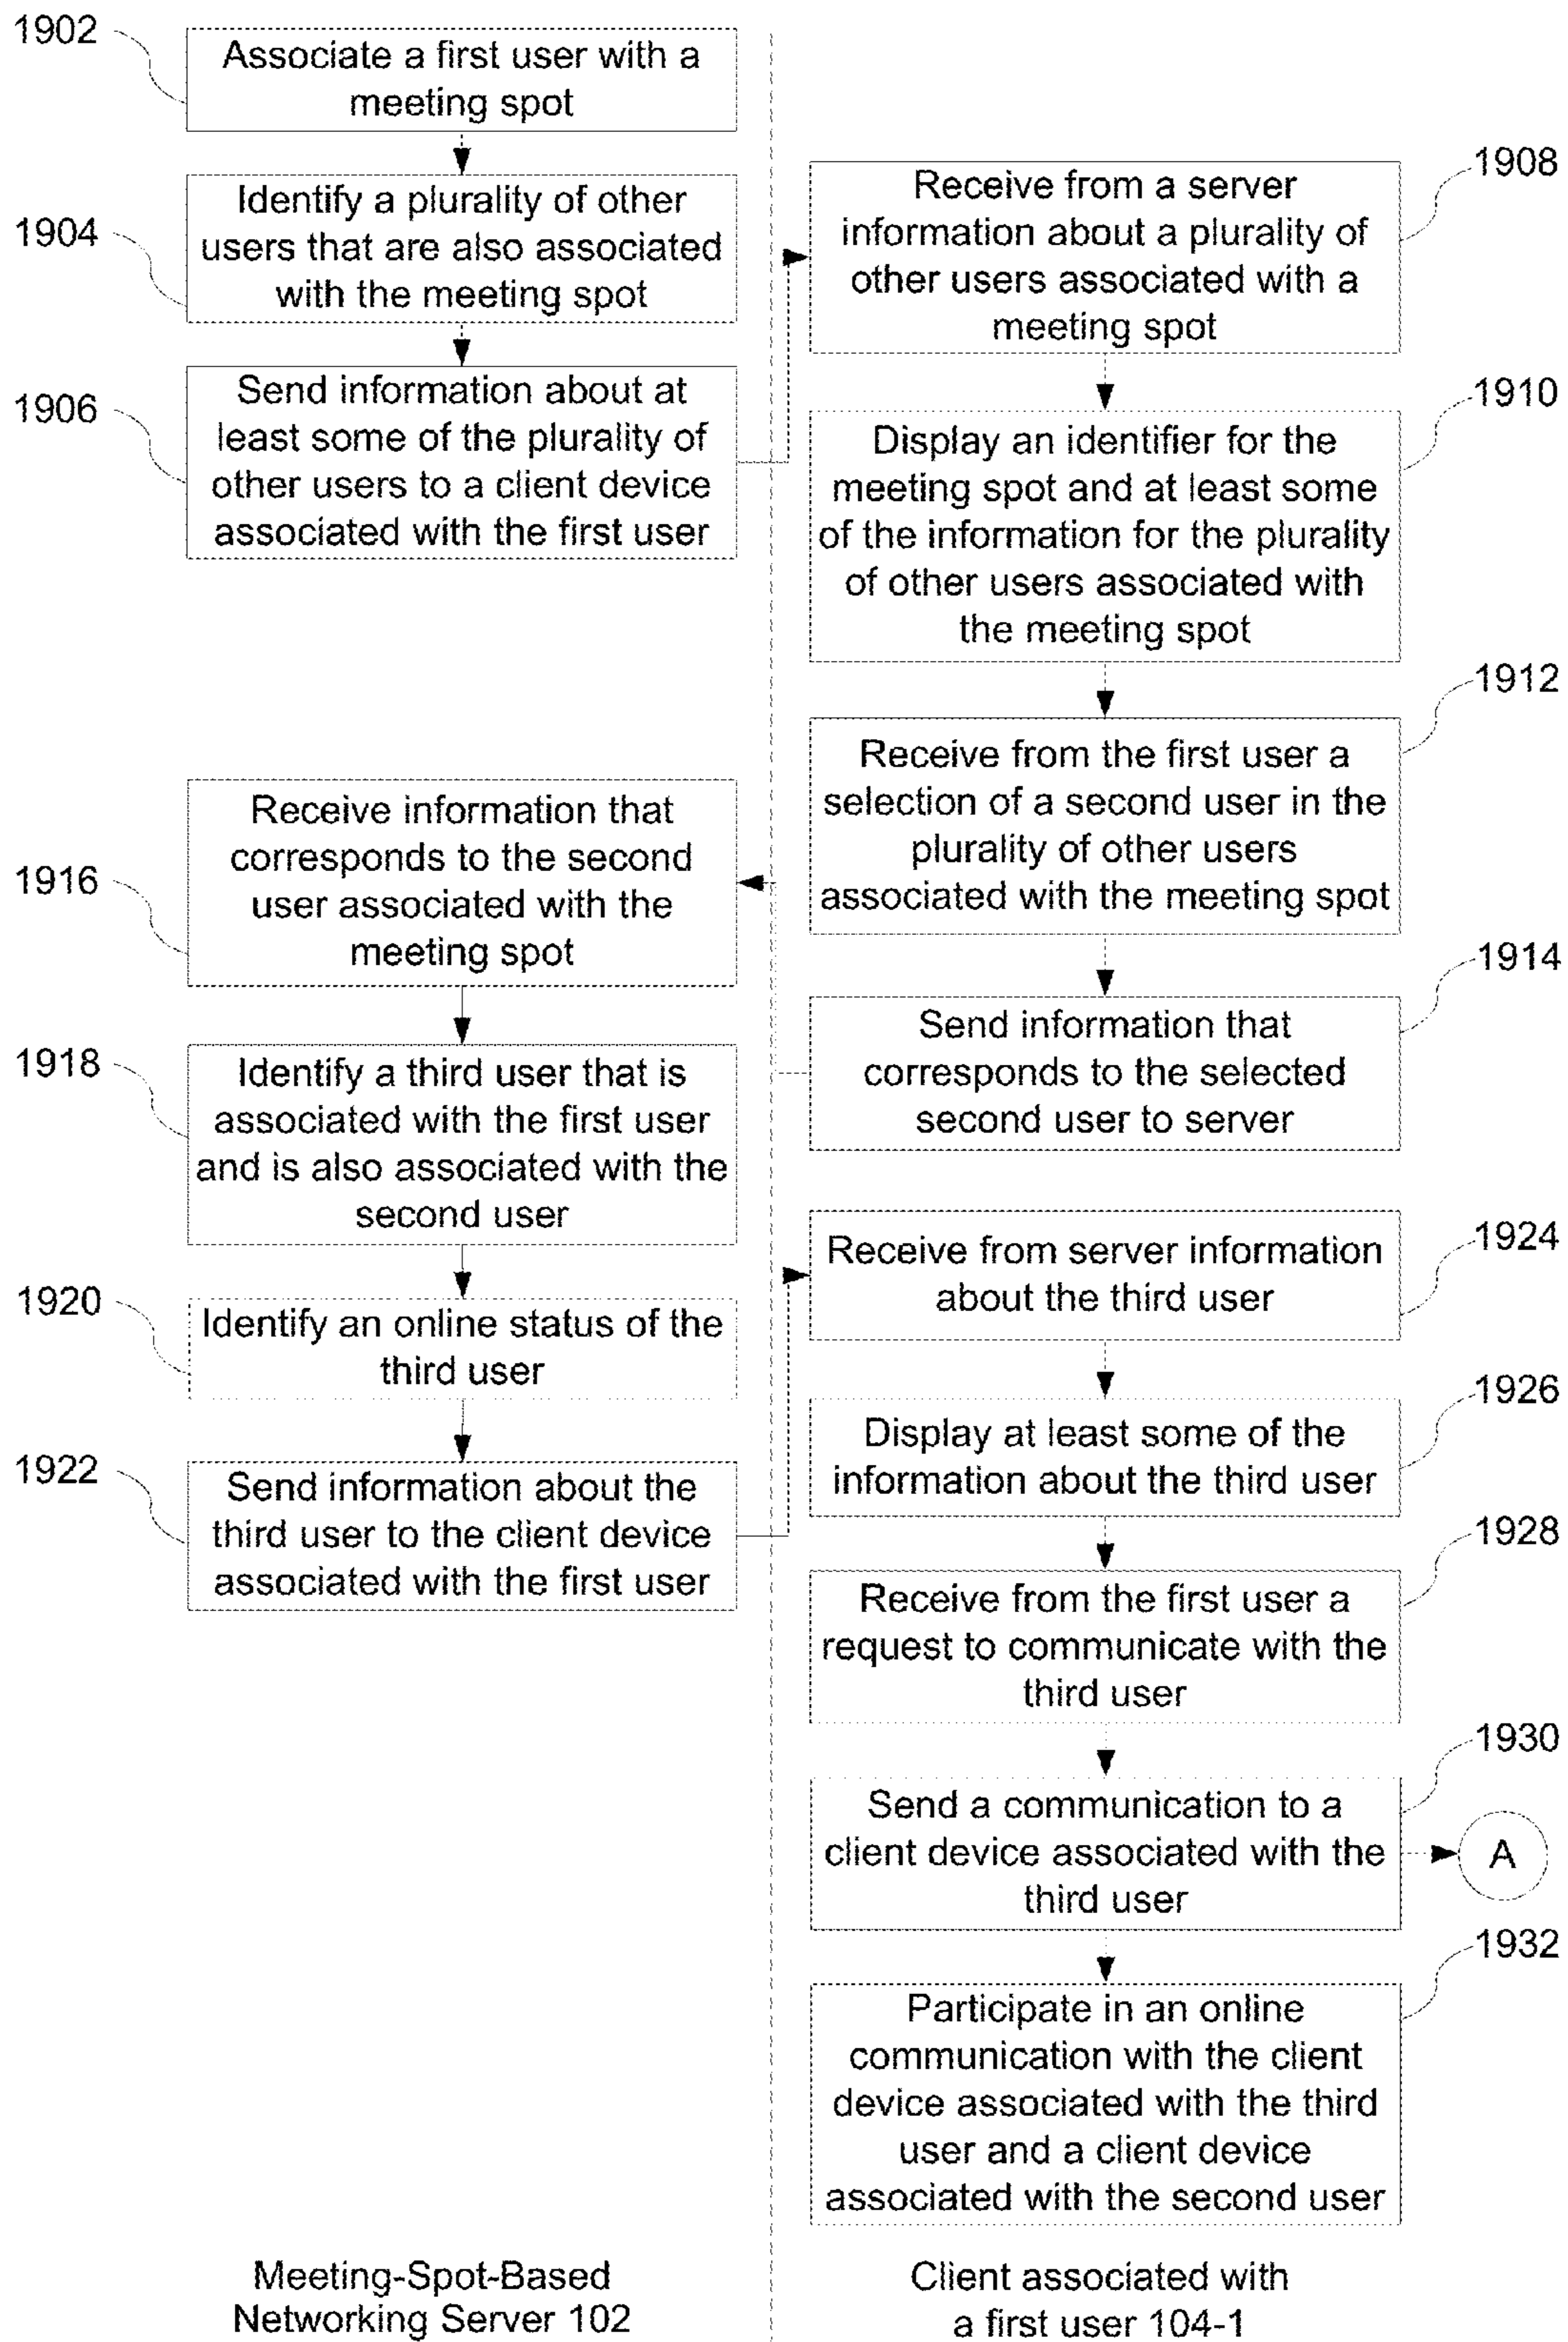 1902
Associate a first user with a
meeting spot
1904
Identify a plurality of other
users that are also associated
with the meeting spot
1906
Send information about at
least some of the plurality of
other users to a client device
associated with the first user
1908
Receive from a server
information about a plurality of
other users associated with a
meeting spot
1910
Display an identifier for the
meeting spot and at least some
of the information for the plurality
of other users associated with
the meeting spot
1912
Receive from the first user a
selection of a second user in the
plurality of other users
associated with the meeting spot
1914
Send information that
corresponds to the selected
second user to server
1916
Receive information that
corresponds to the second
user associated with the
meeting spot
1918
Identify a third user that is
associated with the first user
and is also associated with the
second user
1920
Identify an online status of the
third user
1922
Send information about the
third user to the client device
associated with the first user
1924
Receive from server information
about the third user
1926
Display at least some of the
information about the third user
1928
Receive from the first user a
request to communicate with the
third user
1930
Send a communication to a
client device associated with the
third user
A
1932
Participate in an online
communication with the client
device associated with the third
user and a client device
associated with the second user
Meeting-Spot-Based
Networking Server 102
Client associated with
a first user 104-1